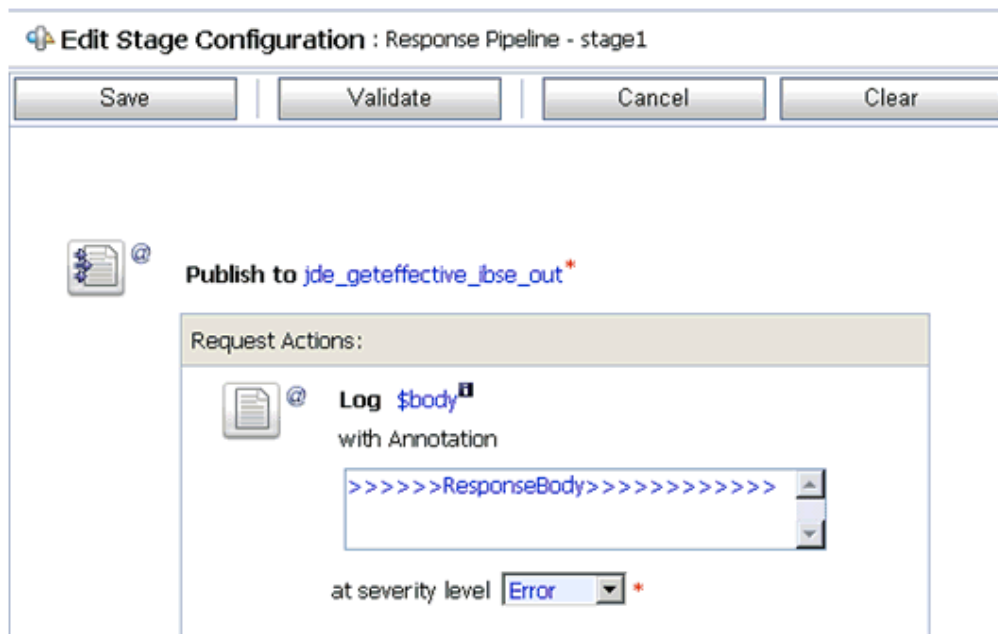 Edit Stage Configuration : Response Pipeline - stage1
Save Validate Cancel Clear
@ Publish to jde_geteffective_ibse_out*
Request Actions:
@ Log $body i
with Annotation
>>>>>>ResponseBody>>>>>>>>>>>>
at severity level Error *